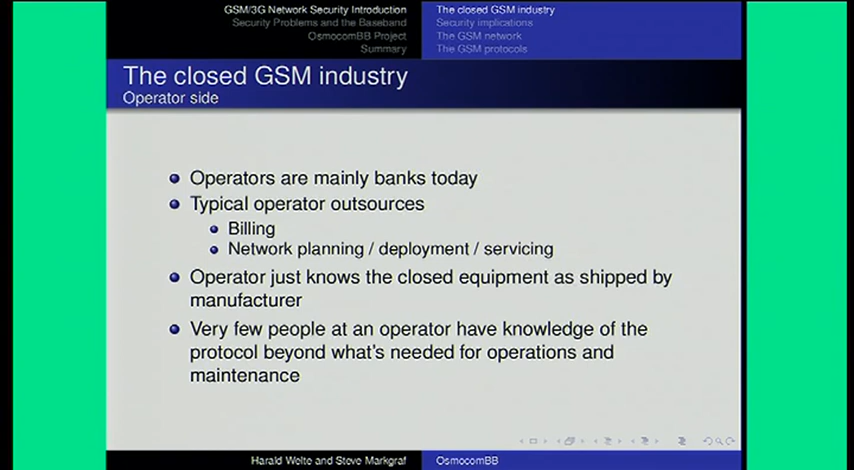 GSM/3G Network Security Introduction
Security Problems and the Baseband
OsmocomBB Project
Summary
The closed GSM industry
Security implications
The GSM network
The GSM protocols
The closed GSM industry
Operator side
Operators are mainly banks today
Typical operator outsources
Billing
Network planning / deployment / servicing
Operator just knows the closed equipment as shipped by
manufacturer
Very few people at an operator have knowledge of the
protocol beyond what's needed for operations and
maintenance
Harald Welte and Steve Markgraf
OsmocomBB